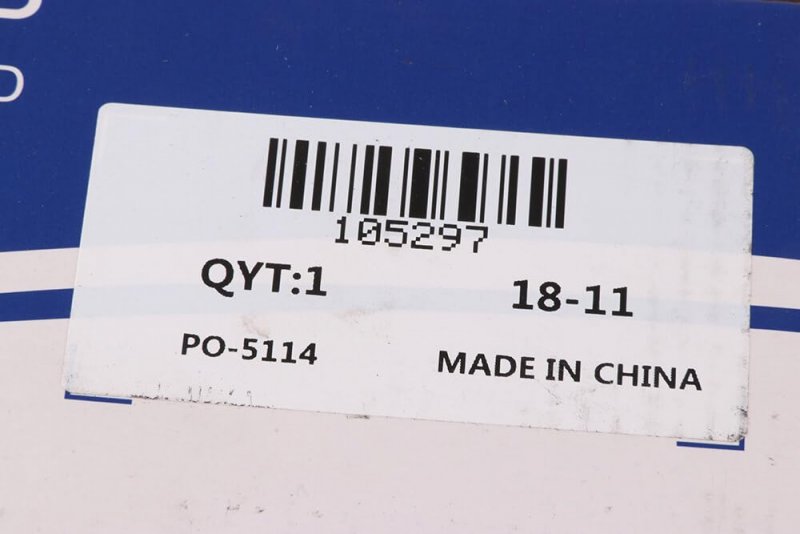 D
105297
QYT:1
18-11
PO-5114
MADE IN CHINA